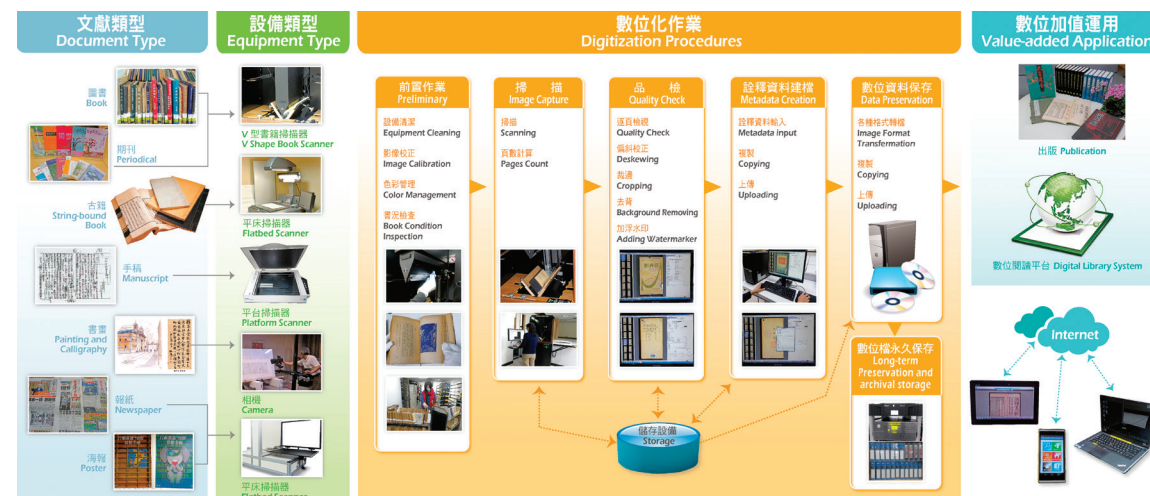 文獻類型
Document Type
圖書
Book
期刊
Periodical
古籍
String-bound
Book
手稿
Manuscript
書畫
Painting and
Calligraphy
報紙
Newspaper
海報
Poster
設備類型
Equipment Type
V 型書籍掃描器
V Shape Book Scanner
平床掃描器
Flatbed Scanner
平台掃描器
Platform Scanner
相機
Camera
平床掃描器
Flatbed Scanner
數位化作業
Digitization Procedures
前置作業
Preliminary
設備清潔
Equipment Cleaning
影像校正
Image Calibration
色彩管理
Color Management
書況檢查
Book Condition
Inspection
掃 描
Image Capture
掃描
Scanning
頁數計算
Pages Count
品 檢
Quality Check
逐頁檢視
Quality Check
偏斜校正
Deskewing
裁邊
Cropping
去背
Background Removing
加浮水印
Adding Watermarker
詮釋資料建檔
Metadata Creation
詮釋資料輸入
Metadata input
複製
Copying
上傳
Uploading
數位資料保存
Data Preservation
各種格式轉檔
Image Format
Transfermation
複製
Copying
上傳
Uploading
數位檔永久保存
Long-term
Preservation and
archival storage
儲存設備
Storage
數位加值運用
Value-added Application
出版 Publication
數位閱讀平台 Digital Library System
Internet